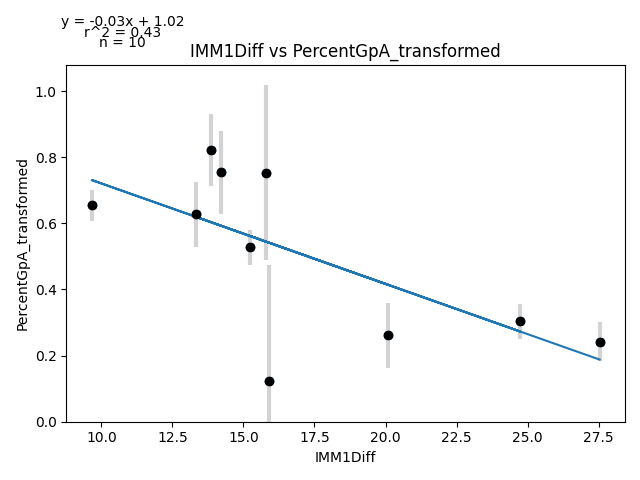 y = -0.03x + 1.02
r^2 = 0.43
n = 10
IMM1Diff vs PercentGpA_transformed
PercentGpA_transformed
1.0
0.8
0.6
0.4
0.2
0.0
10.0 12.5 15.0 17.5 20.0 22.5 25.0 27.5
IMM1Diff